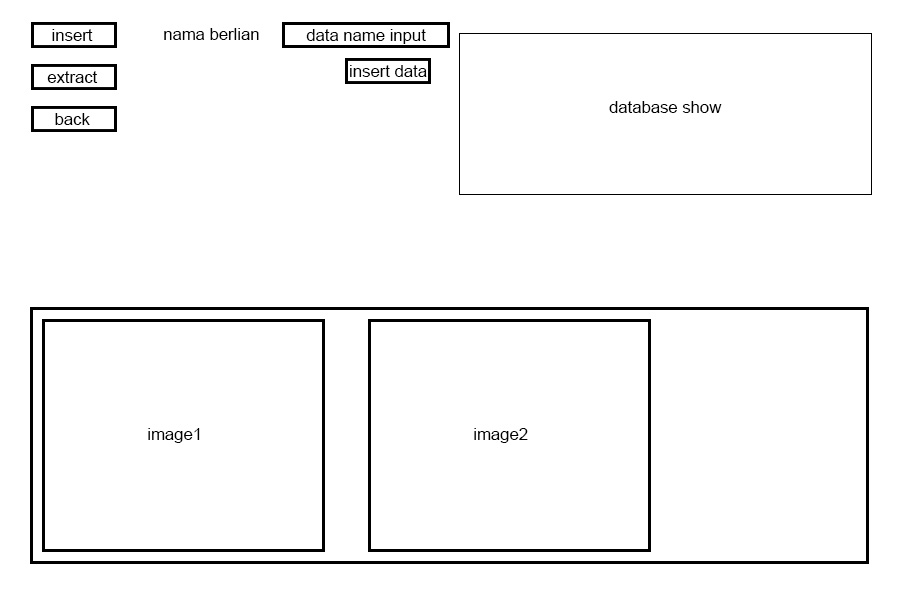 insert
extract
back
nama berlian
data name input
insert data
database show
image1
image2